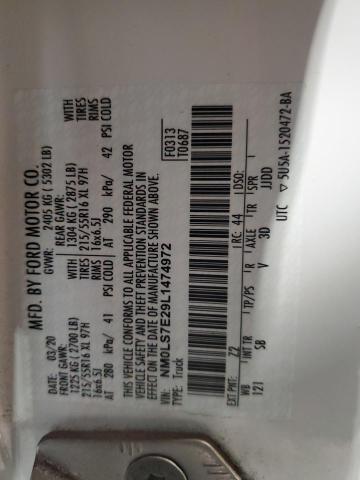 MFD. BY FORD MOTOR CO.
DATE: 03/20 GVWR: 2405 KG ( 5302 LB)
FRONT GAWR: REAR GAWR: WITH
1225 KG ( 2700 LB) 1304 KG ( 2875 LB) TIRES
215/55R16 XL 97H 215/55R16 XL 97H RIMS
16x6.5J 16x6.5J
AT 280 kPa/ 41 PSI COLD AT 290 kPa/ 42 PSI COLD
WITH
TIRES
RIMS
THIS VEHICLE CONFORMS TO ALL APPLICABLE FEDERAL MOTOR
VEHICLE SAFETY AND THEFT PREVENTION STANDARDS IN
EFFECT ON THE DATE OF MANUFACTURE SHOWN ABOVE.
VIN: NM0LS7E29L1474972
TYPE: Truck
F0313
T0687
EXT PNT: Z2 RC: 44 DSO:
WB BRK INT TR TP/PS R AXLE TR SPR
121 SB V 3D JJDD
UTC ▽5U5A-1520472-BA